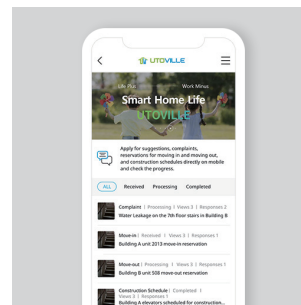 UTOVILLE
Life Plus Work Minus
Smart Home Life
UTOVILLE
Apply for suggestions, complaints,
reservations for moving in and moving out,
and construction schedules directly on mobile
and check the progress.
ALL Received Processing Completed
Complaint | Processing | Views 3 | Responses 2
Water Leakage on the 7th floor stairs in Building B
Move-in | Received | Views 3 | Responses 1
Building A unit 2013 move-in reservation
Move-out | Processing | Views 3 | Responses 1
Building B unit 508 move-out reservation
Construction Schedule | Completed |
Views 2 | Responses 1
Building A elevators scheduled for construction...